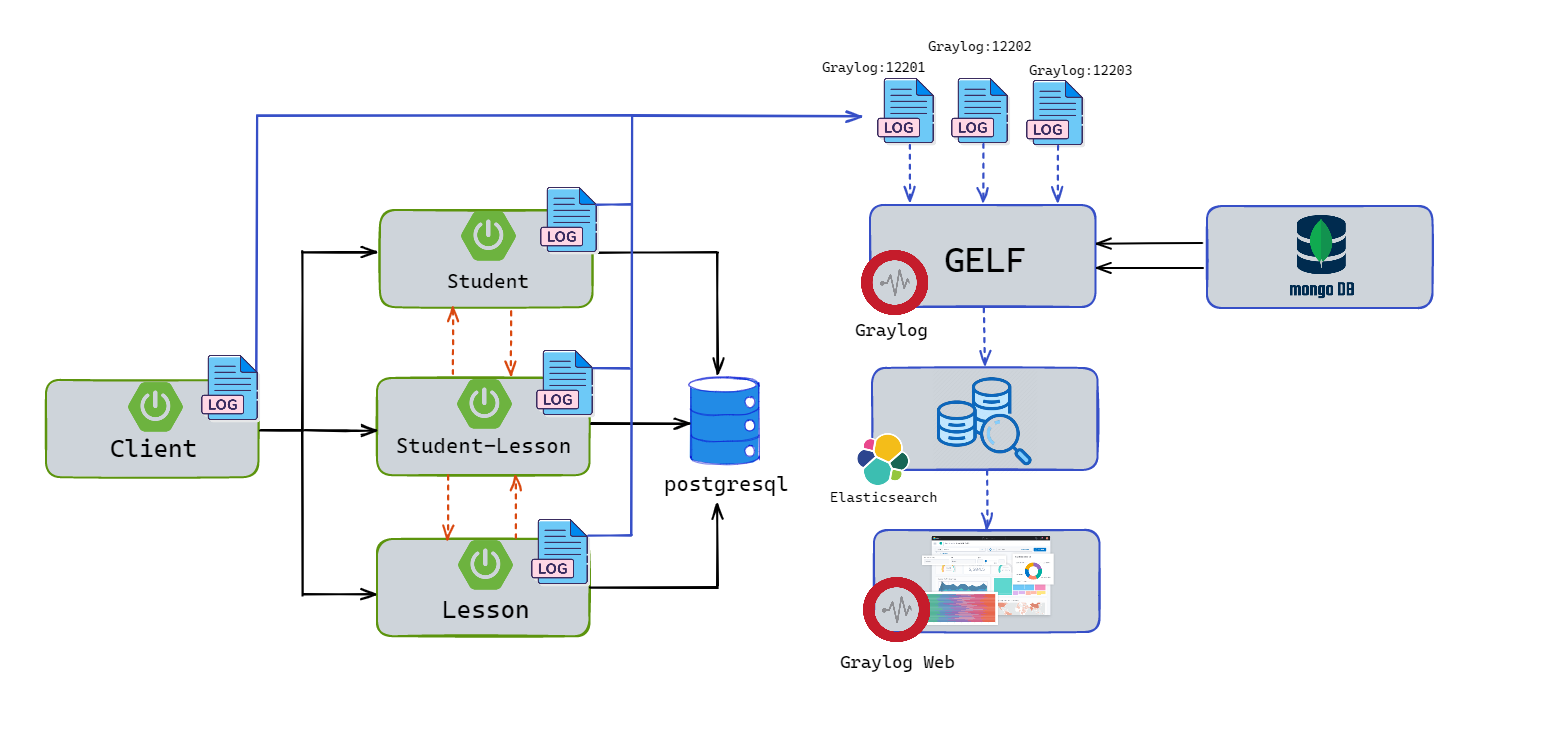 Graylog:12202
Graylog:12201
Graylog:12203
LOG
LOG
LOG
LOG
Student
GELF
mongo DB
Graylog
LOG
LOG
Client
Student-Lesson
postgresql
Elasticsearch
LOG
Lesson
Graylog Web